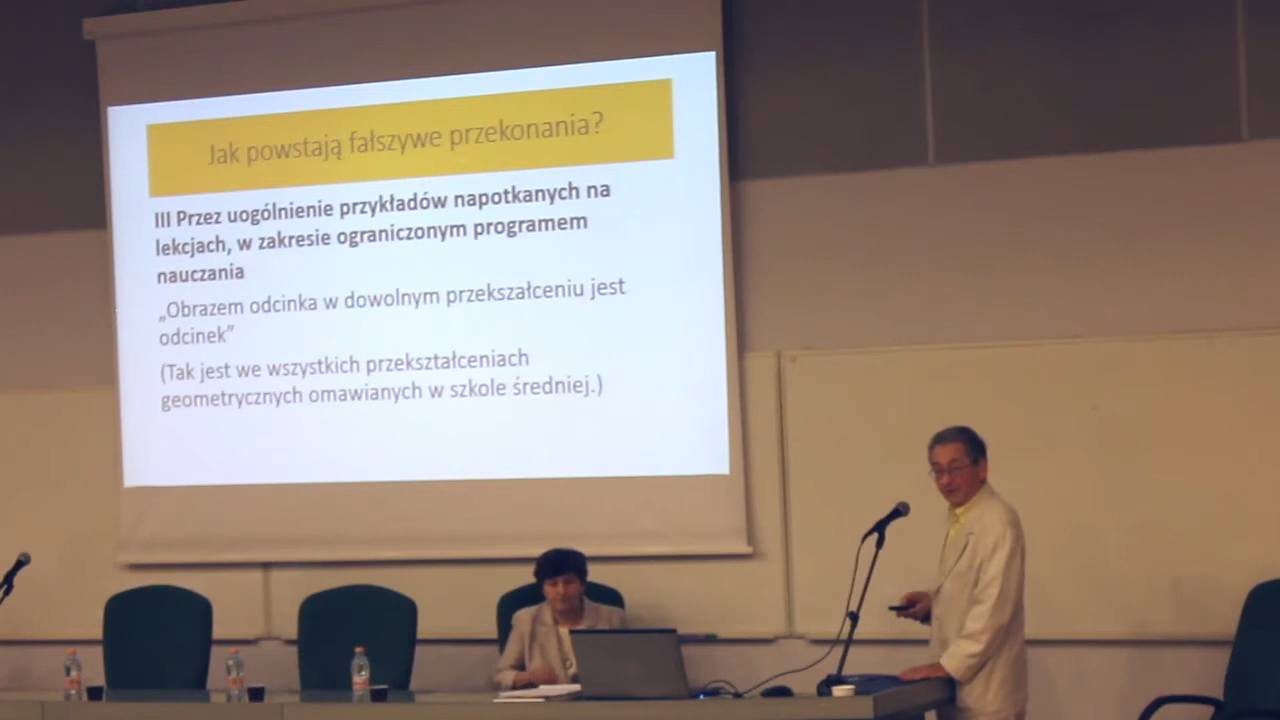 Jak powstają fałszywe przekonania?
III Przez uogólnienie przykładów napotkanych na
lekcjach, w zakresie ograniczonym programem
nauczania
„Obrazem odcinka w dowolnym przekszałceniu jest
odcinek”
(Tak jest we wszystkich przekształceniach
geometrycznych omawianych w szkole średniej.)